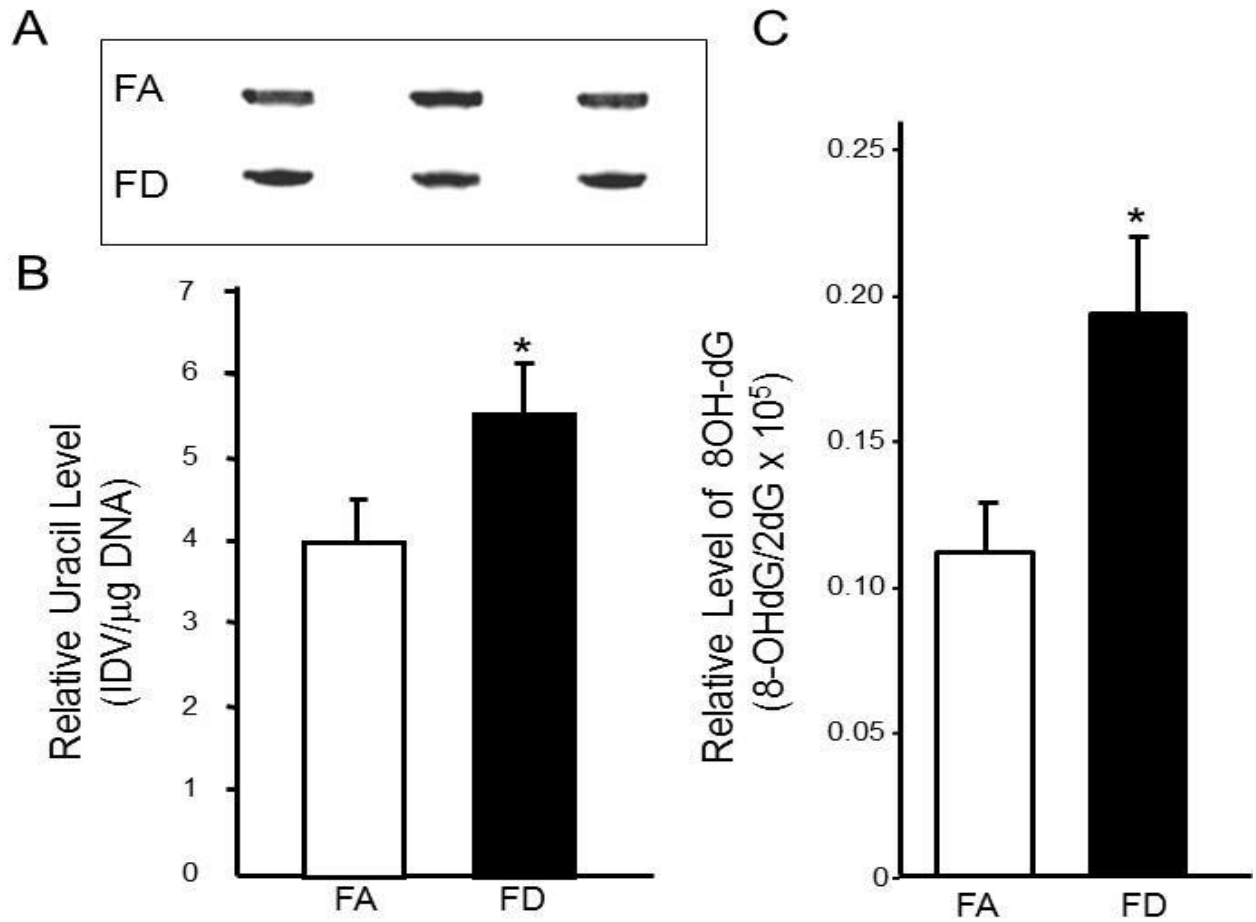 A
FA
FD
B
Relative Uracil Level
(IDV/μg DNA)
7
6
5
4
3
2
1
0
*
FA FD
C
Relative Level of 8OH-dG
(8-OHdG/2dG x 10⁵)
0.25
0.20
0.15
0.10
0.05
0
*
FA FD